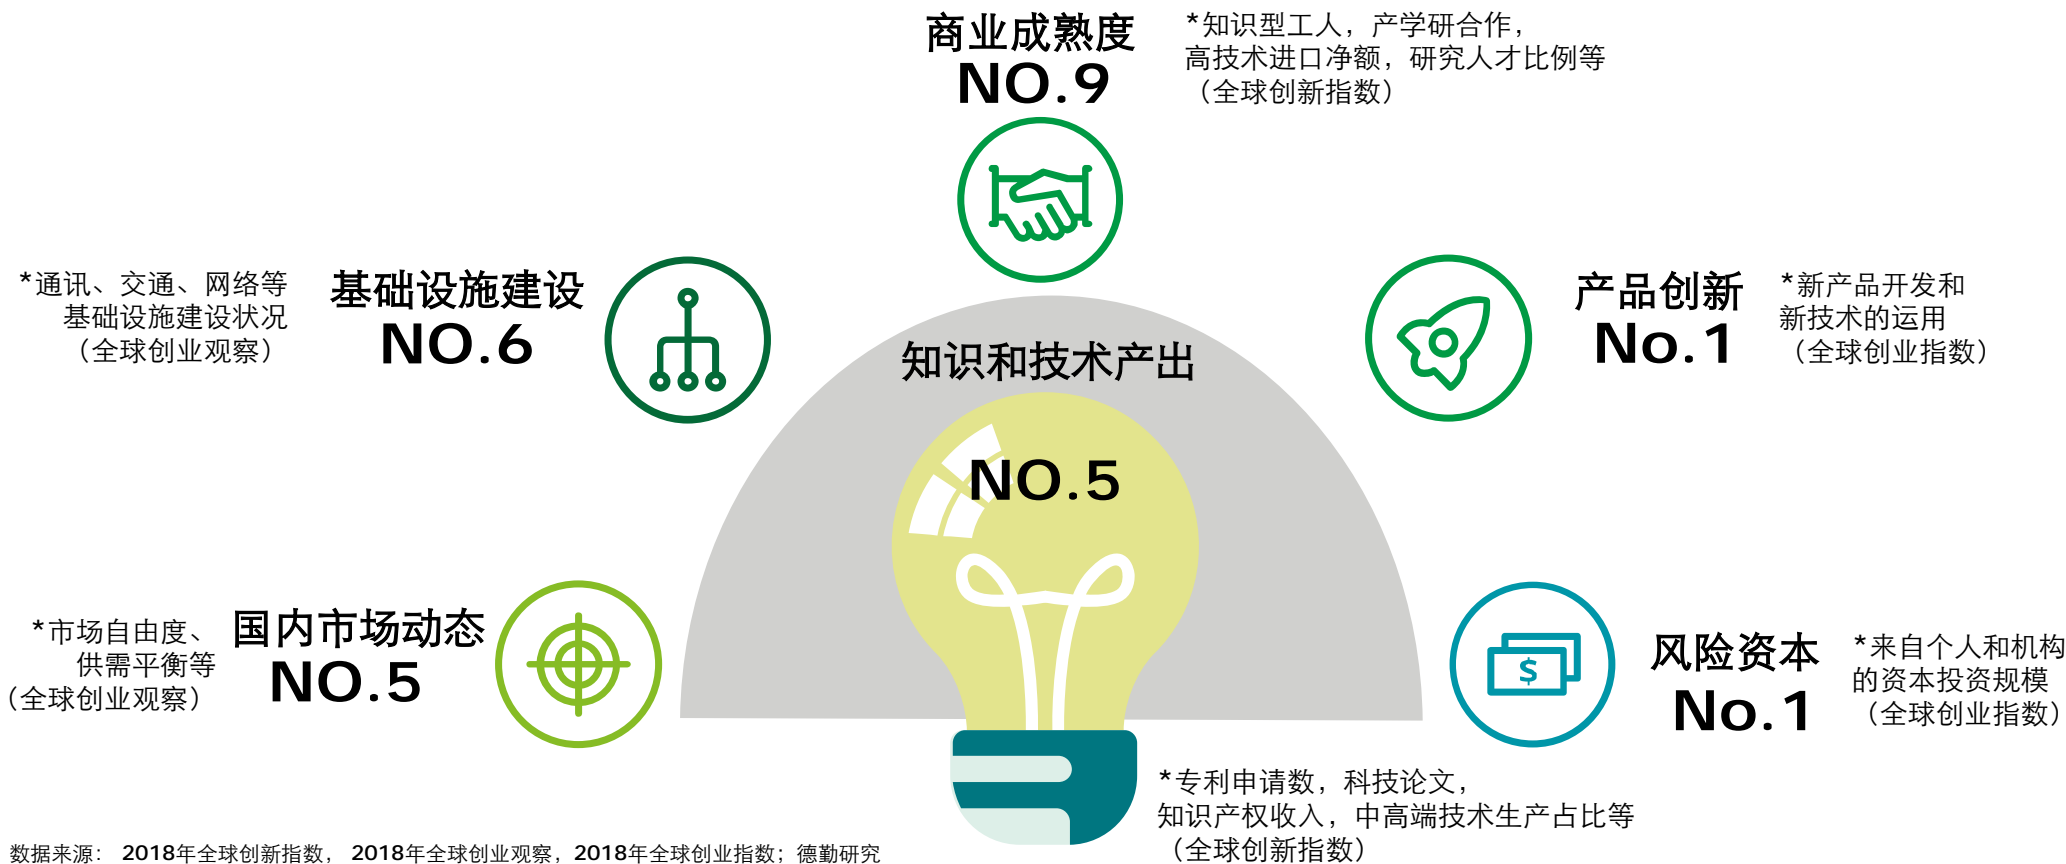 商业成熟度
NO.9
*知识型工人，产学研合作，
高技术进口净额，研究人才比例等
（全球创新指数）
*通讯、交通、网络等
基础设施建设状况
（全球创业观察）
基础设施建设
NO.6
产品创新
No.1
*新产品开发和
新技术的运用
（全球创业指数）
知识和技术产出
NO.5
*市场自由度、
供需平衡等
（全球创业观察）
国内市场动态
NO.5
$
风险资本
No.1
*来自个人和机构
的资本投资规模
（全球创业指数）
*专利申请数，科技论文，
知识产权收入，中高端技术生产占比等
（全球创新指数）
数据来源： 2018年全球创新指数， 2018年全球创业观察，2018年全球创业指数；德勤研究